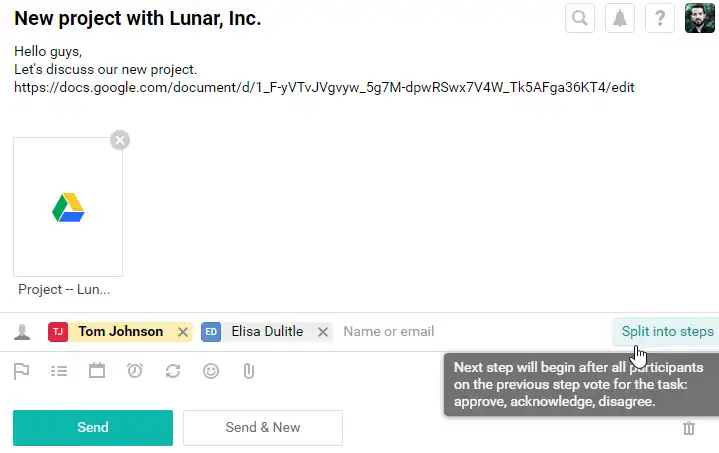 New project with Lunar, Inc.
Hello guys,
Let's discuss our new project.
https://docs.google.com/document/d/1_F-yVTvJVgvyw_5g7M-dpwRSwx7V4W_Tk5AFga36KT4/edit
Project -- Lun...
TJ Tom Johnson ED Elisa Dulitle Name or email Split into steps
Next step will begin after all participants
on the previous step vote for the task:
approve, acknowledge, disagree.
Send Send & New